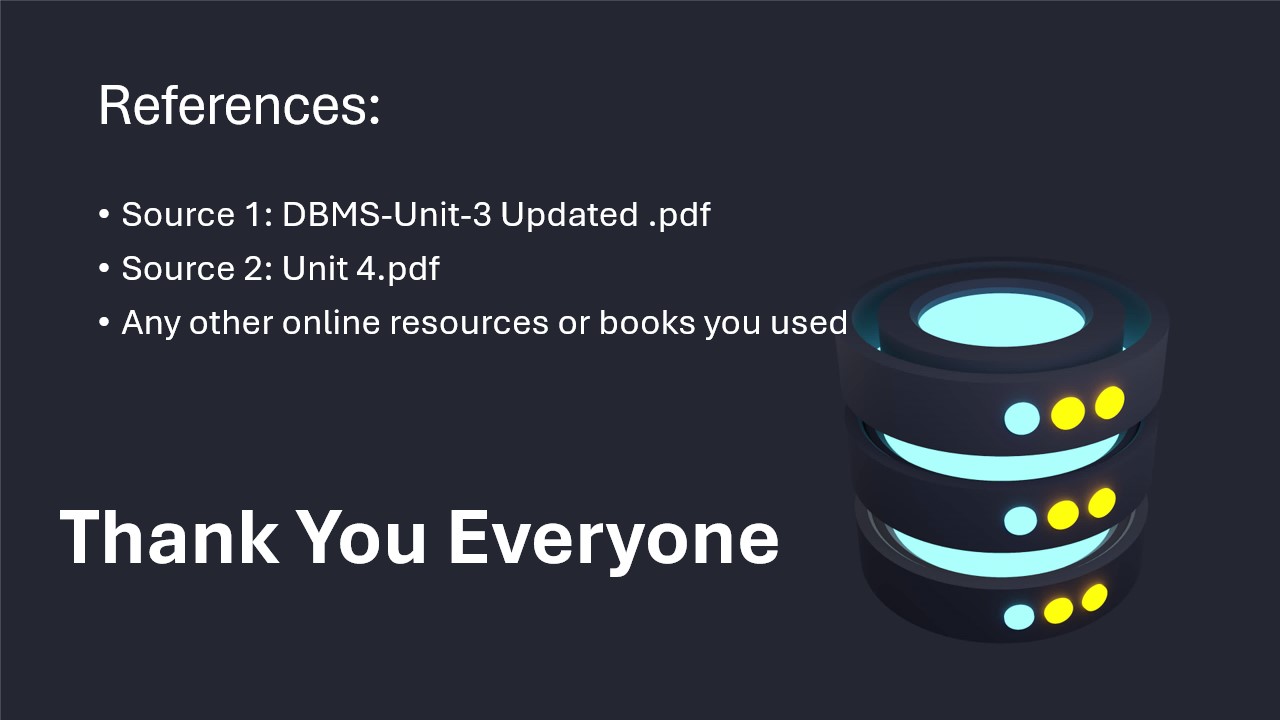 References:
• Source 1: DBMS-Unit-3 Updated .pdf
• Source 2: Unit 4.pdf
• Any other online resources or books you used
Thank You Everyone